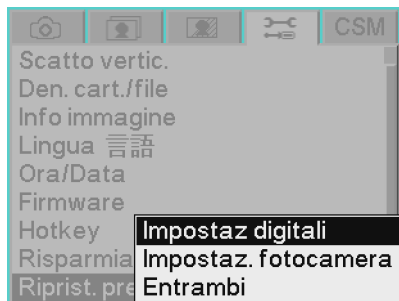 CSM
Scatto vertic.
Den. cart./file
Info immagine
Lingua 言語
Ora/Data
Firmware
Hotkey
Impostaz digitali
Risparmia
Impostaz. fotocamera
Riprist. pre
Entrambi